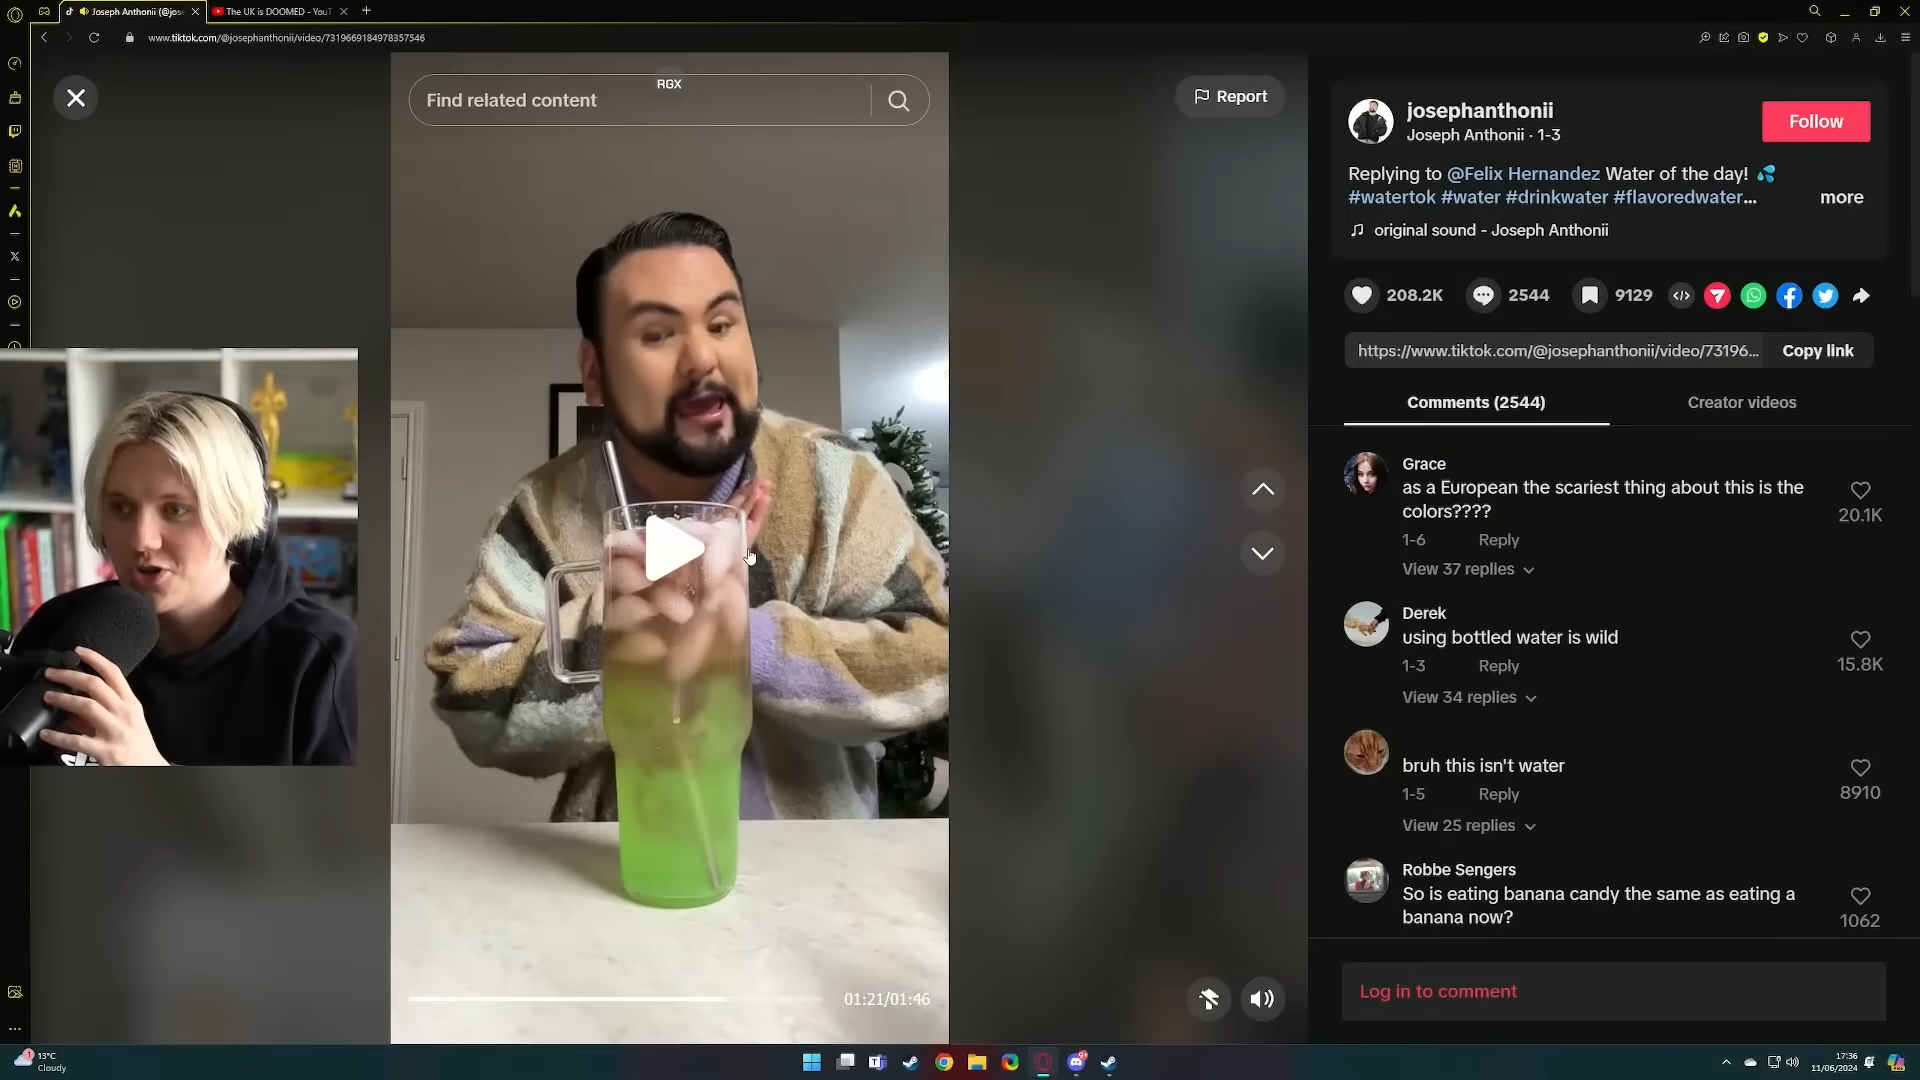 Joseph Anthonii (@jose
The UK is DOOMED - YouT
www.tiktok.com/@josephanthonii/video/7319669184978357546
RGX
Find related content
Report
josephanthonii
Joseph Anthonii · 1-3
Follow
Replying to @Felix Hernandez Water of the day! 💦
#watertok #water #drinkwater #flavoredwater...
more
original sound - Joseph Anthonii
208.2K
2544
9129
https://www.tiktok.com/@josephanthonii/video/73196...
Copy link
Comments (2544)
Creator videos
Grace
as a European the scariest thing about this is the
colors????
20.1K
1-6 Reply
View 37 replies
Derek
using bottled water is wild
15.8K
1-3 Reply
View 34 replies
bruh this isn't water
8910
1-5 Reply
View 25 replies
Robbe Sengers
So is eating banana candy the same as eating a
banana now?
1062
01:21/01:46
Log in to comment
1
13°C
Cloudy
9+
17:36
11/06/2024